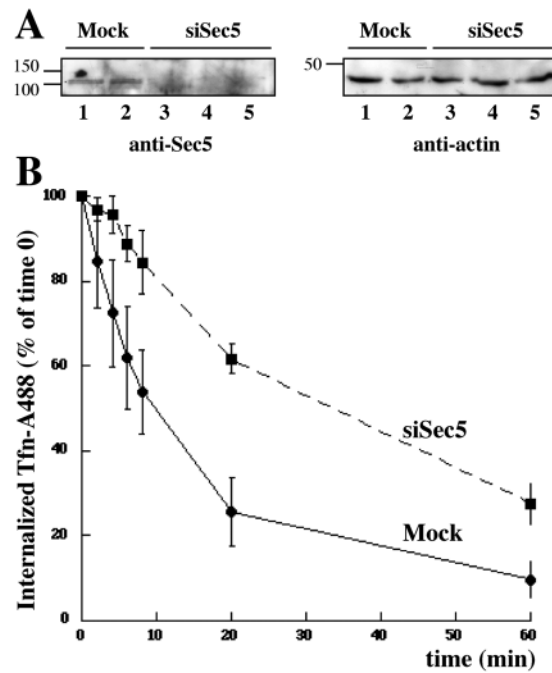 A
Mock siSec5 siSec5
150
100
50
1 2 3 4 5
1 2 3 4 5
anti-Sec5 anti-actin
B
Internalized Tfn-A488 (% of time 0)
100
80
60
40
20
0
siSec5
Mock
0 10 20 30 40 50 60
time (min)